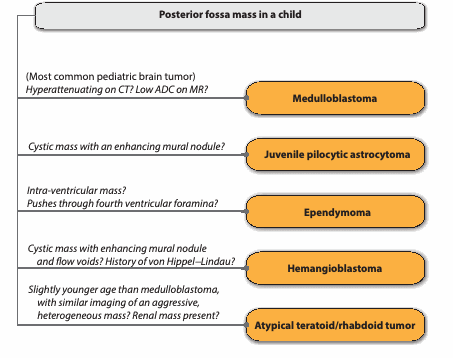 Posterior fossa mass in a child
(Most common pediatric brain tumor)
Hyperattenuating on CT? Low ADC on MR?
Medulloblastoma
Cystic mass with an enhancing mural nodule?
Juvenile pilocytic astrocytoma
Intra-ventricular mass?
Pushes through fourth ventricular foramina?
Ependymoma
Cystic mass with enhancing mural nodule
and flow voids? History of von Hippel–Lindau?
Hemangioblastoma
Slightly younger age than medulloblastoma,
with similar imaging of an aggressive,
heterogeneous mass? Renal mass present?
Atypical teratoid/rhabdoid tumor